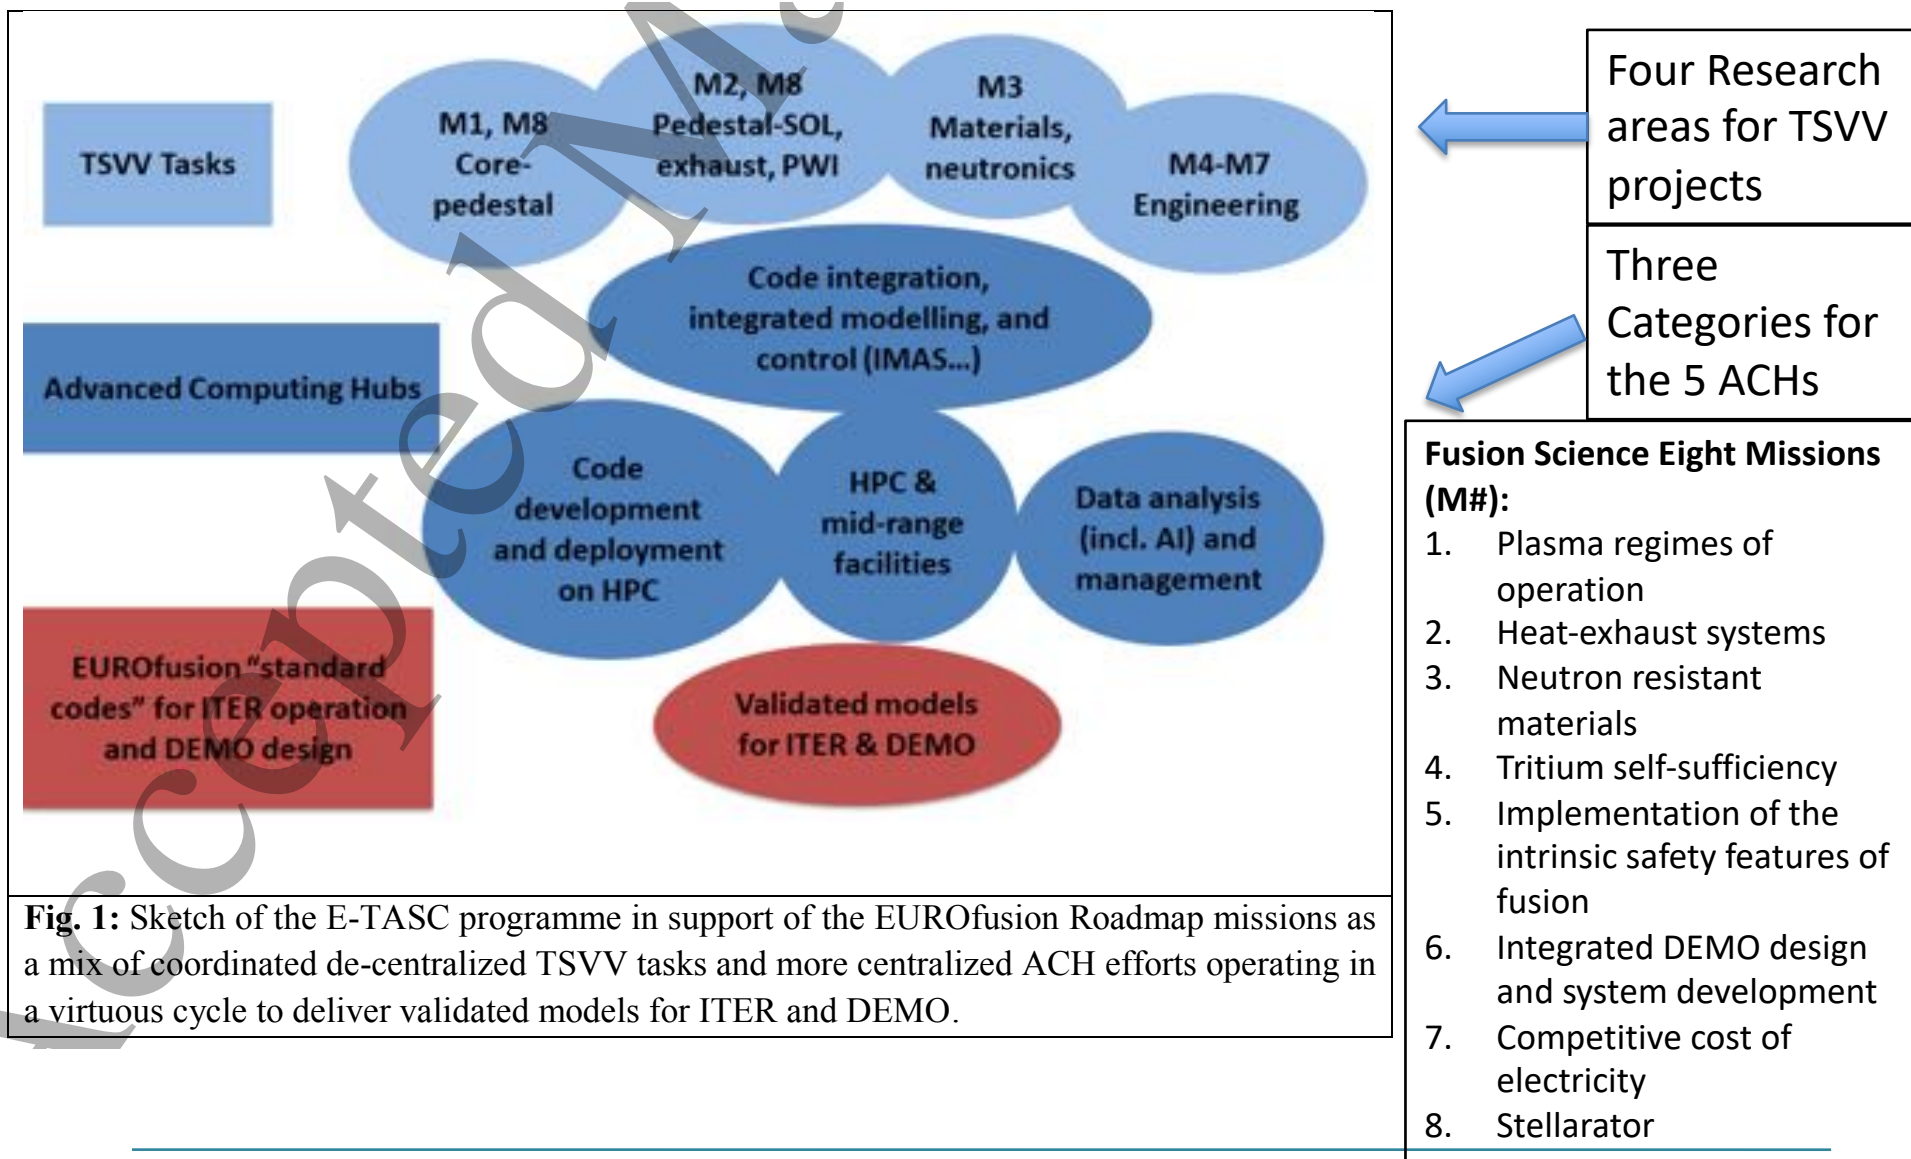 TSVV Tasks
M1, M8
Core-
pedestal
M2, M8
Pedestal-SOL,
exhaust, PWI
M3
Materials,
neutronics
M4-M7
Engineering
Four Research
areas for TSVV
projects
Advanced Computing Hubs
Code integration,
integrated modelling, and
control (IMAS...)
Code
development
and deployment
on HPC
HPC &
mid-range
facilities
Data analysis
(incl. AI) and
management
Three
Categories for
the 5 ACHs
EUROfusion "standard
codes" for ITER operation
and DEMO design
Validated models
for ITER & DEMO
Fig. 1: Sketch of the E-TASC programme in support of the EUROfusion Roadmap missions as
a mix of coordinated de-centralized TSVV tasks and more centralized ACH efforts operating in
a virtuous cycle to deliver validated models for ITER and DEMO.
Fusion Science Eight Missions
(M#):
1. Plasma regimes of
operation
2. Heat-exhaust systems
3. Neutron resistant
materials
4. Tritium self-sufficiency
5. Implementation of the
intrinsic safety features of
fusion
6. Integrated DEMO design
and system development
7. Competitive cost of
electricity
8. Stellarator
ccepted M